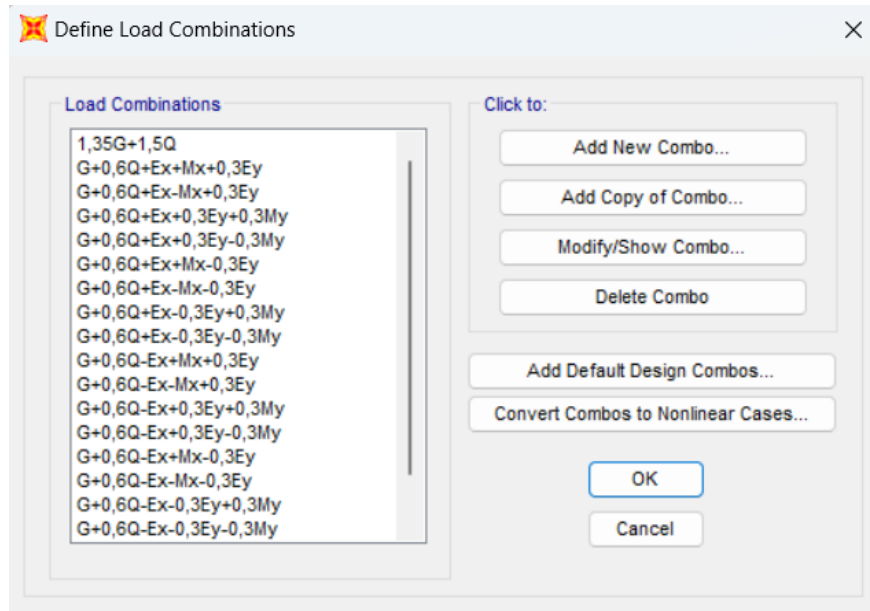 Define Load Combinations
Load Combinations
1,35G+1,5Q
G+0,6Q+Ex+Mx+0,3Ey
G+0,6Q+Ex-Mx+0,3Ey
G+0,6Q+Ex+0,3Ey+0,3My
G+0,6Q+Ex+0,3Ey-0,3My
G+0,6Q+Ex+Mx-0,3Ey
G+0,6Q+Ex-Mx-0,3Ey
G+0,6Q+Ex-0,3Ey+0,3My
G+0,6Q+Ex-0,3Ey-0,3My
G+0,6Q-Ex+Mx+0,3Ey
G+0,6Q-Ex-Mx+0,3Ey
G+0,6Q-Ex+0,3Ey+0,3My
G+0,6Q-Ex+0,3Ey-0,3My
G+0,6Q-Ex+Mx-0,3Ey
G+0,6Q-Ex-Mx-0,3Ey
G+0,6Q-Ex-0,3Ey+0,3My
G+0,6Q-Ex-0,3Ey-0,3My
Click to:
Add New Combo...
Add Copy of Combo...
Modify/Show Combo...
Delete Combo
Add Default Design Combos...
Convert Combos to Nonlinear Cases...
OK
Cancel